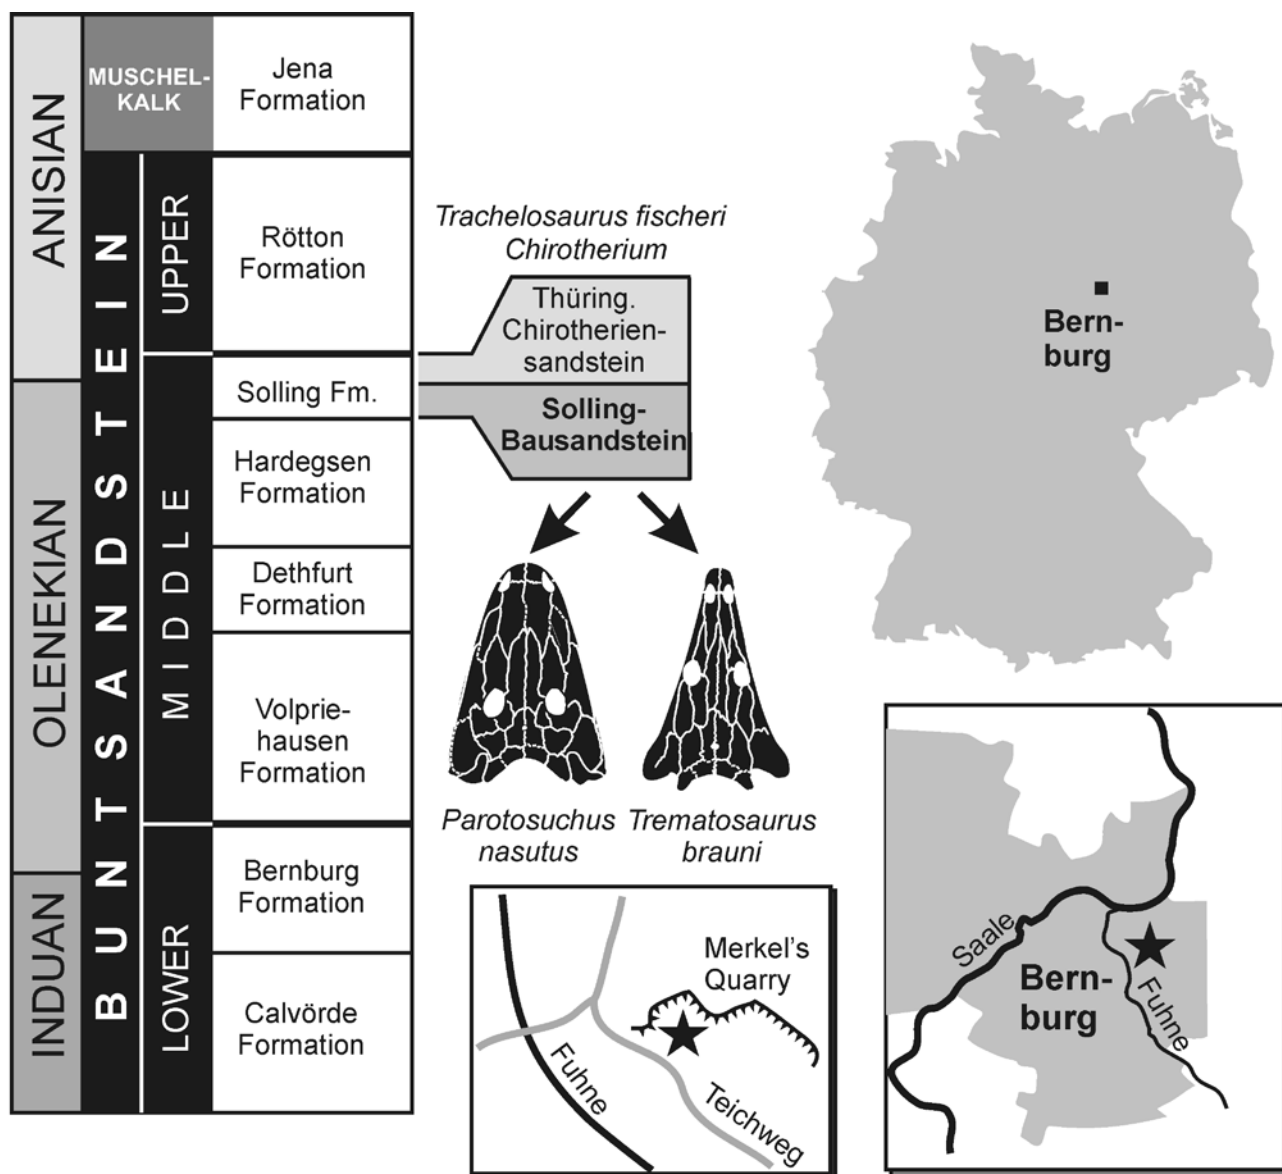 ANISIAN
OLENEKIAN
INDUAN
BUNTSANDSTEIN
MUSCHEL-
KALK
UPPER
MIDDLE
LOWER
Jena
Formation
Rötton
Formation
Solling Fm.
Hardegsen
Formation
Dethfurt
Formation
Volprie-
hausen
Formation
Bernburg
Formation
Calvörde
Formation
Trachelosaurus fischeri
Chirotherium
Thüring.
Chirotherien-
sandstein
Solling-
Bausandstein
Parotosuchus
nasutus
Trematosaurus
brauni
Merkel's
Quarry
Fuhne
Teichweg
Bern-
burg
Saale
Bern-
burg
Fuhne